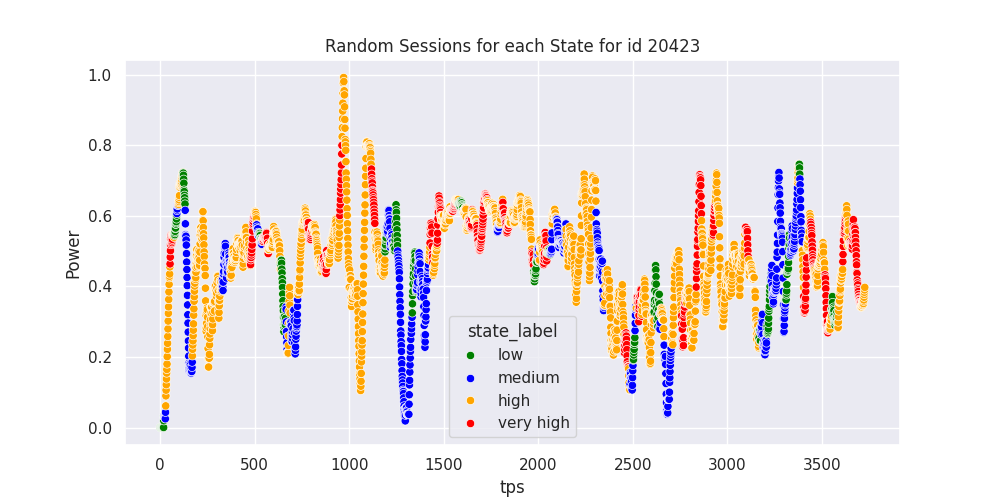 Random Sessions for each State for id 20423
Power
1.0
0.8
0.6
0.4
0.2
0.0
state_label
low
medium
high
very high
0 500 1000 1500 2000 2500 3000 3500
tps